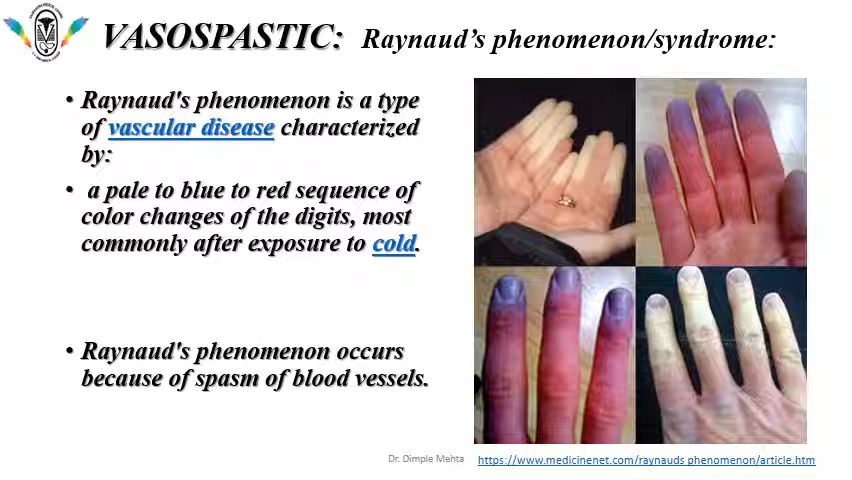 VASOSPASTIC: Raynaud’s phenomenon/syndrome:
• Raynaud's phenomenon is a type
of vascular disease characterized
by:
• a pale to blue to red sequence of
color changes of the digits, most
commonly after exposure to cold.
• Raynaud's phenomenon occurs
because of spasm of blood vessels.
Dr. Dimple Mehta https://www.medicinenet.com/raynauds phenomenon/article.htm